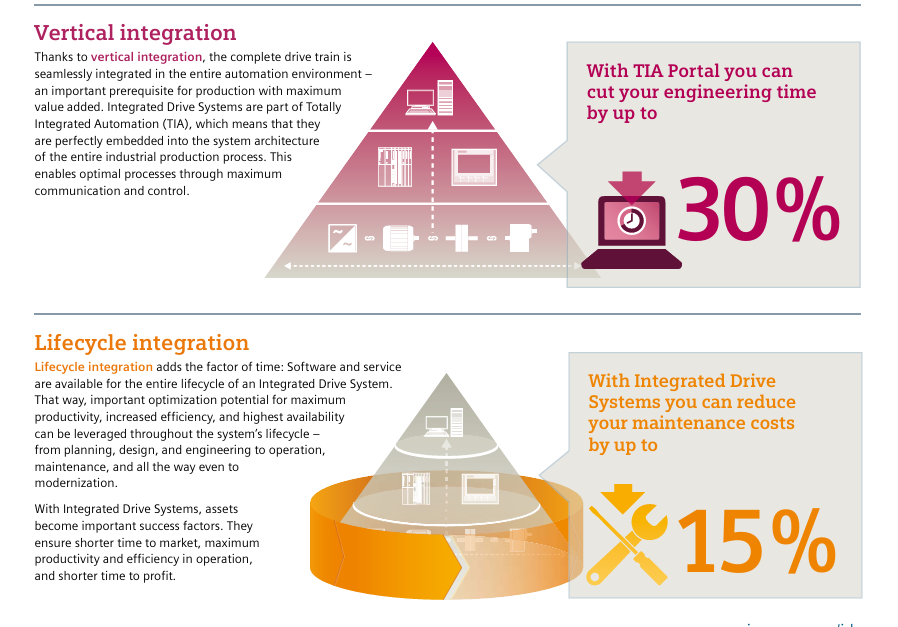 Vertical integration
Thanks to vertical integration, the complete drive train is
seamlessly integrated in the entire automation environment –
an important prerequisite for production with maximum
value added. Integrated Drive Systems are part of Totally
Integrated Automation (TIA), which means that they
are perfectly embedded into the system architecture
of the entire industrial production process. This
enables optimal processes through maximum
communication and control.
With TIA Portal you can
cut your engineering time
by up to
30%
Lifecycle integration
Lifecycle integration adds the factor of time: Software and service
are available for the entire lifecycle of an Integrated Drive System.
That way, important optimization potential for maximum
productivity, increased efficiency, and highest availability
can be leveraged throughout the system’s lifecycle –
from planning, design, and engineering to operation,
maintenance, and all the way even to
modernization.
With Integrated Drive Systems, assets
become important success factors. They
ensure shorter time to market, maximum
productivity and efficiency in operation,
and shorter time to profit.
With Integrated Drive
Systems you can reduce
your maintenance costs
by up to
15%